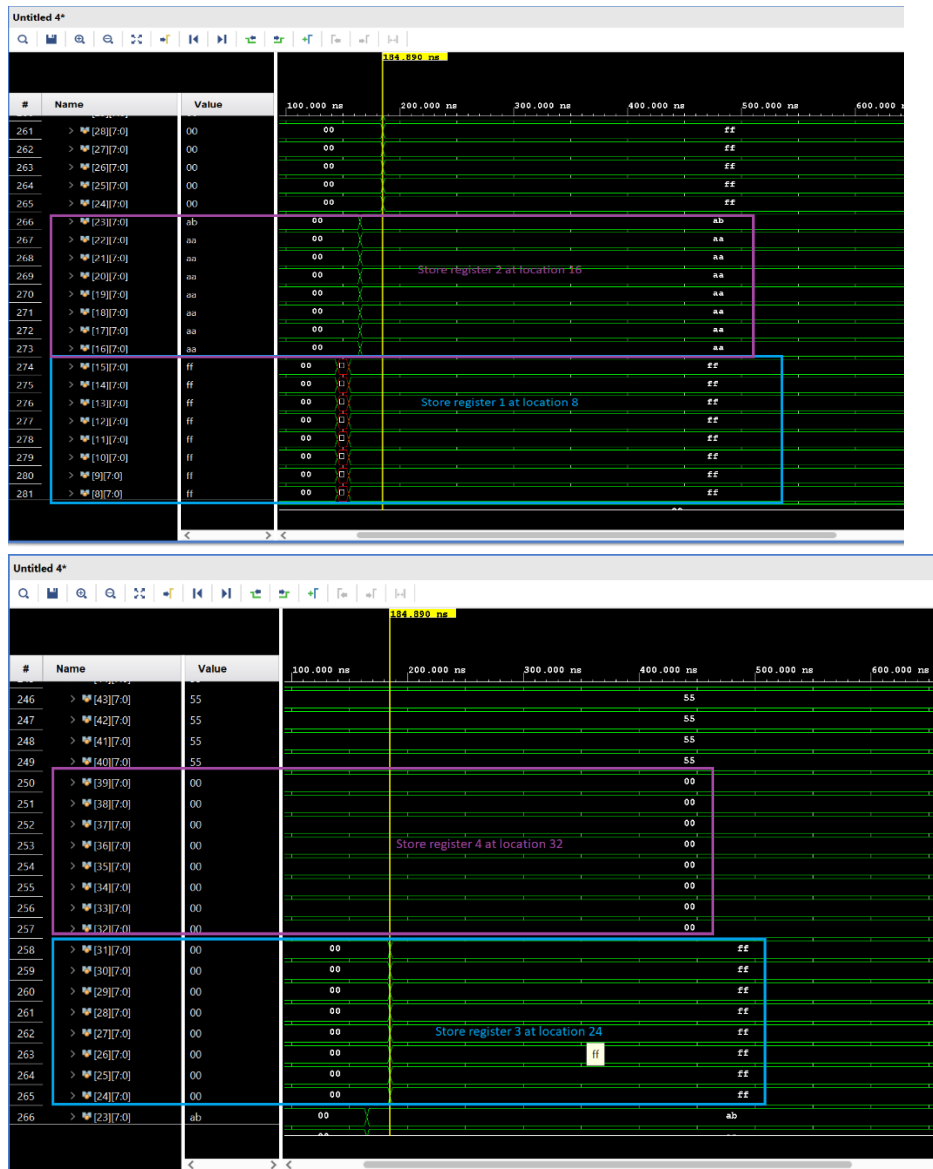 Untitled 4*
184.890 ns
# Name Value 100.000 ns 200.000 ns 300.000 ns 400.000 ns 500.000 ns 600.000
261 > [28][7:0] 00 00 ff
262 > [27][7:0] 00 00 ff
263 > [26][7:0] 00 00 ff
264 > [25][7:0] 00 00 ff
265 > [24][7:0] 00 00 ff
266 > [23][7:0] ab 00 ab
267 > [22][7:0] aa 00 aa
268 > [21][7:0] aa 00 aa
269 > [20][7:0] aa 00 Store register 2 at location 16 aa
270 > [19][7:0] aa 00 aa
271 > [18][7:0] aa 00 aa
272 > [17][7:0] aa 00 aa
273 > [16][7:0] aa 00 aa
274 > [15][7:0] ff 00 ff
275 > [14][7:0] ff 00 ff
276 > [13][7:0] ff 00 Store register 1 at location 8 ff
277 > [12][7:0] ff 00 ff
278 > [11][7:0] ff 00 ff
279 > [10][7:0] ff 00 ff
280 > [9][7:0] ff 00 ff
281 > [8][7:0] ff 00 ff
Untitled 4*
184.890 ns
# Name Value 100.000 ns 200.000 ns 300.000 ns 400.000 ns 500.000 ns 600.000 ns
246 > [43][7:0] 55 55
247 > [42][7:0] 55 55
248 > [41][7:0] 55 55
249 > [40][7:0] 55 55
250 > [39][7:0] 00 00
251 > [38][7:0] 00 00
252 > [37][7:0] 00 00
253 > [36][7:0] 00 Store register 4 at location 32 00
254 > [35][7:0] 00 00
255 > [34][7:0] 00 00
256 > [33][7:0] 00 00
257 > [32][7:0] 00 00
258 > [31][7:0] 00 00 ff
259 > [30][7:0] 00 00 ff
260 > [29][7:0] 00 00 ff
261 > [28][7:0] 00 00 ff
262 > [27][7:0] 00 00 Store register 3 at location 24 ff
263 > [26][7:0] 00 00 ff ff
264 > [25][7:0] 00 00 ff
265 > [24][7:0] 00 00 ff
266 > [23][7:0] ab 00 ab